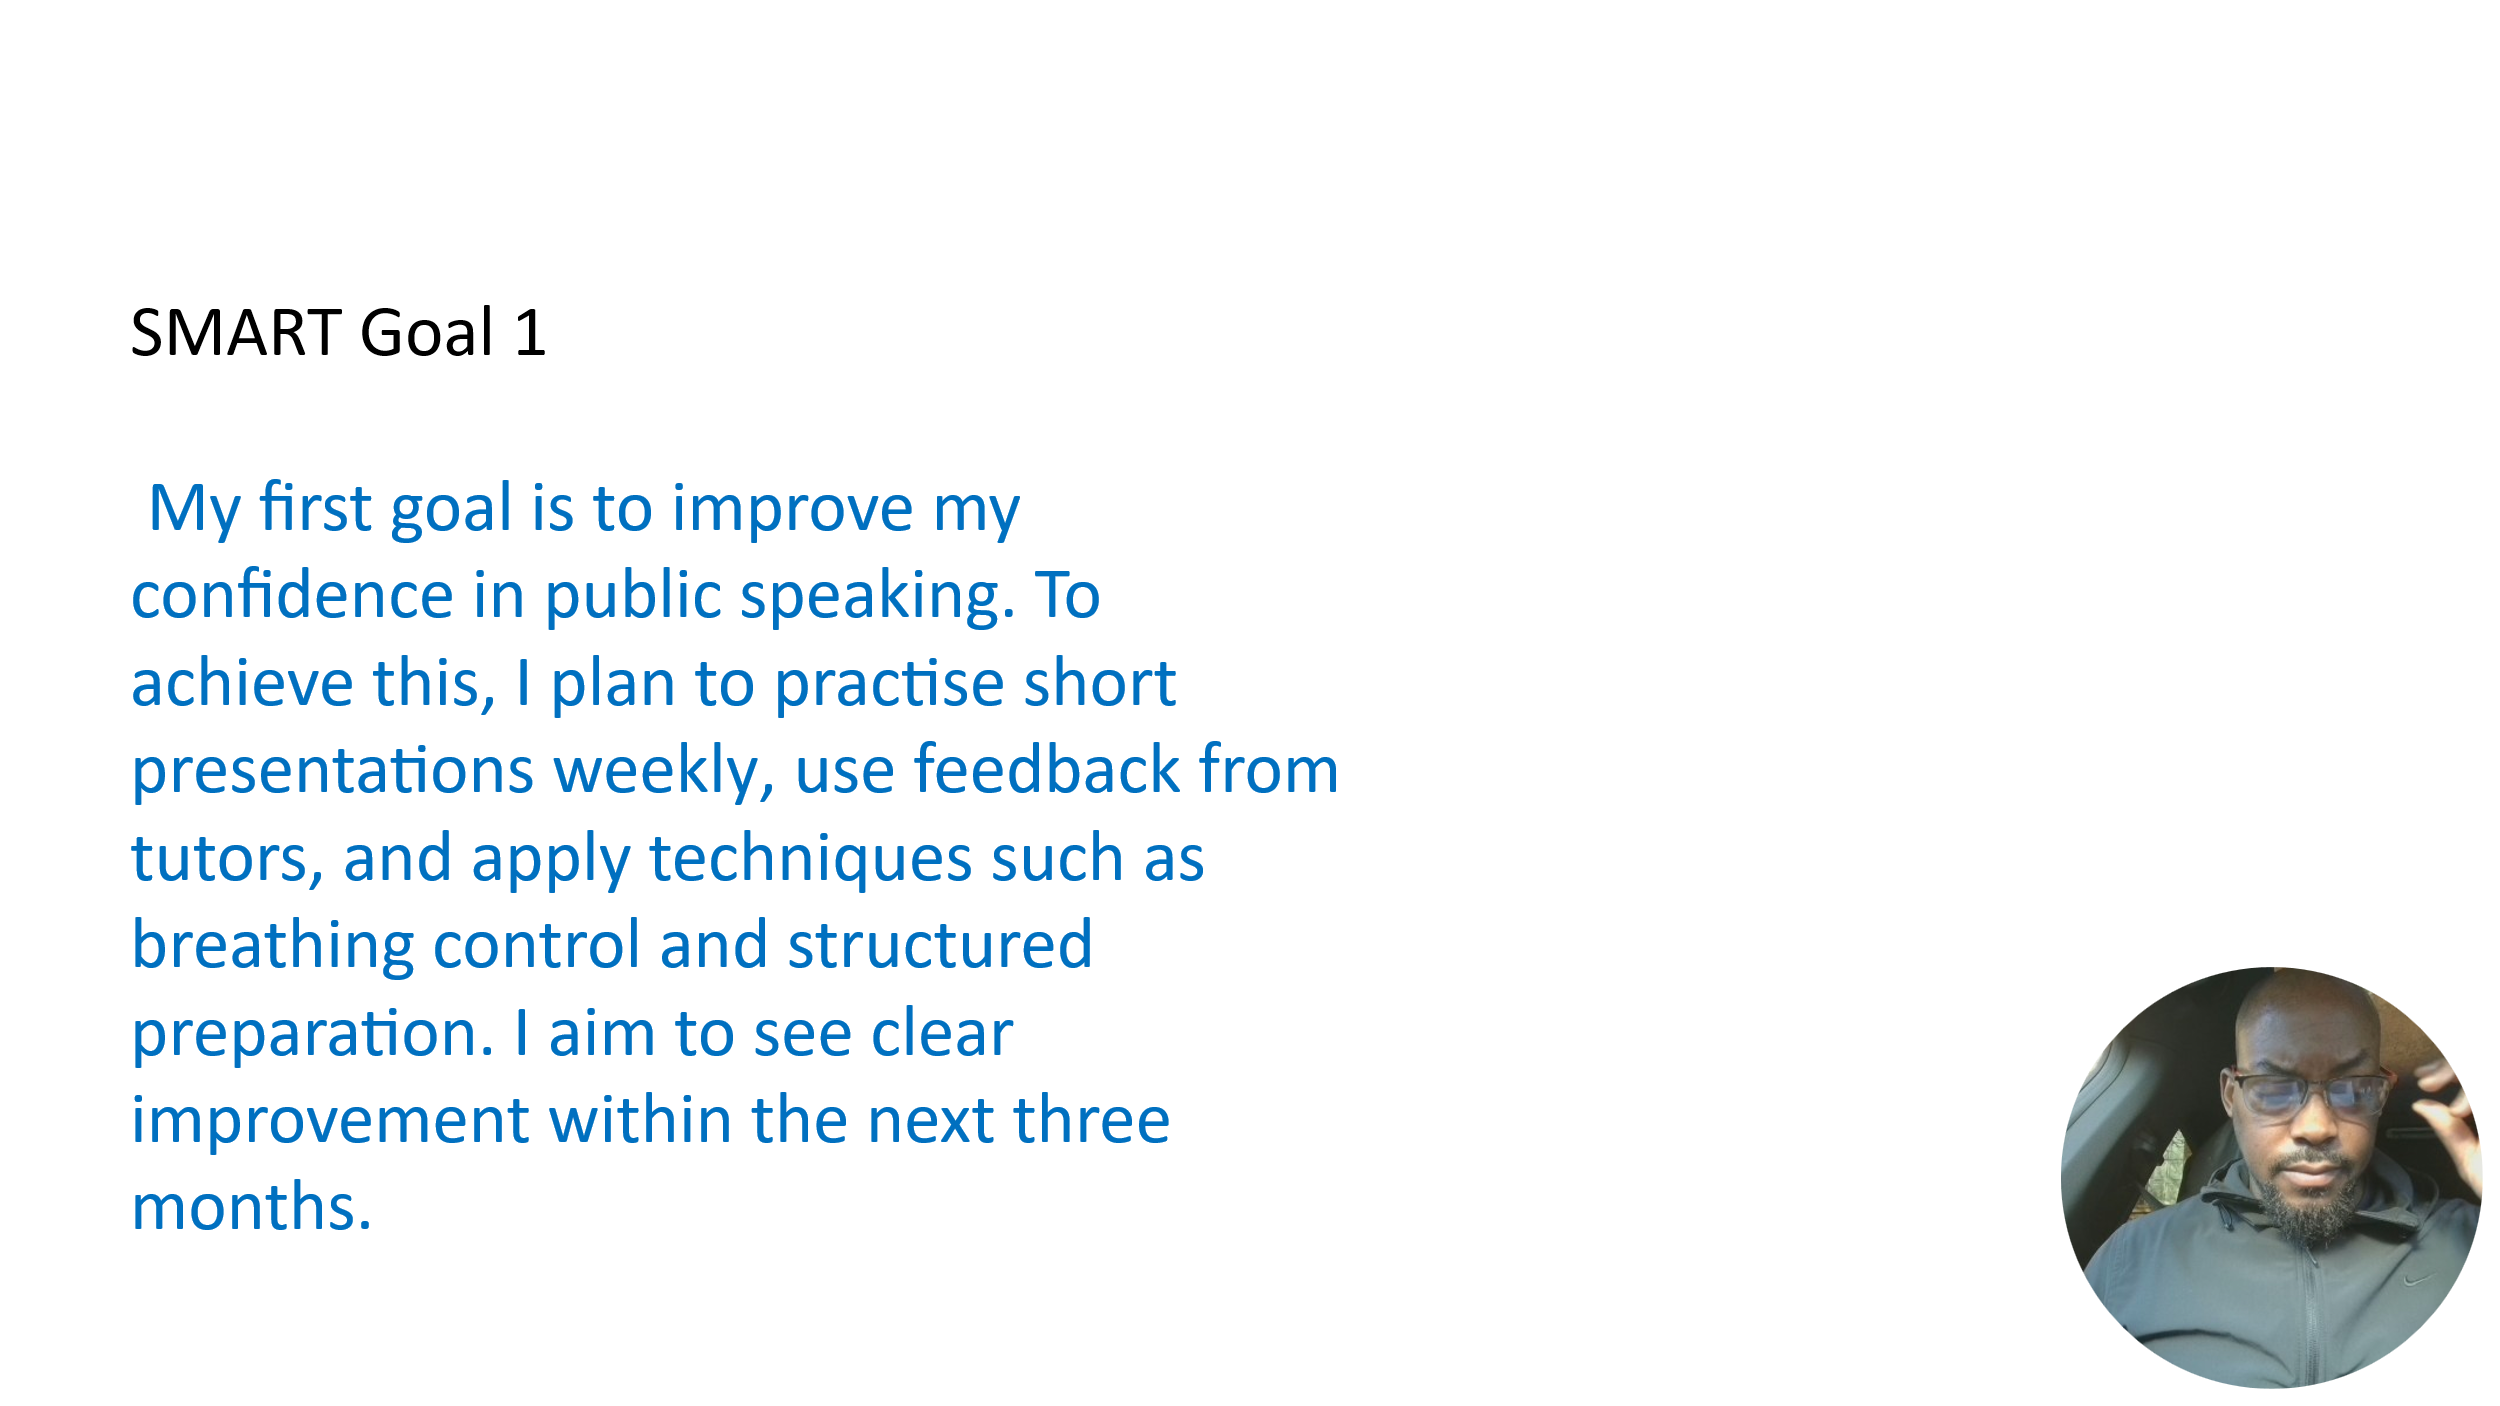 SMART Goal 1
My first goal is to improve my
confidence in public speaking. To
achieve this, I plan to practise short
presentations weekly, use feedback from
tutors, and apply techniques such as
breathing control and structured
preparation. I aim to see clear
improvement within the next three
months.